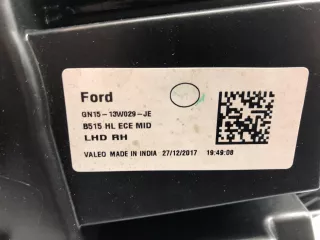 Ford
GN15-13W029-JE
B515 HL ECE MID
LHD RH
VALEO MADE IN INDIA 27/12/2017 19:49:08